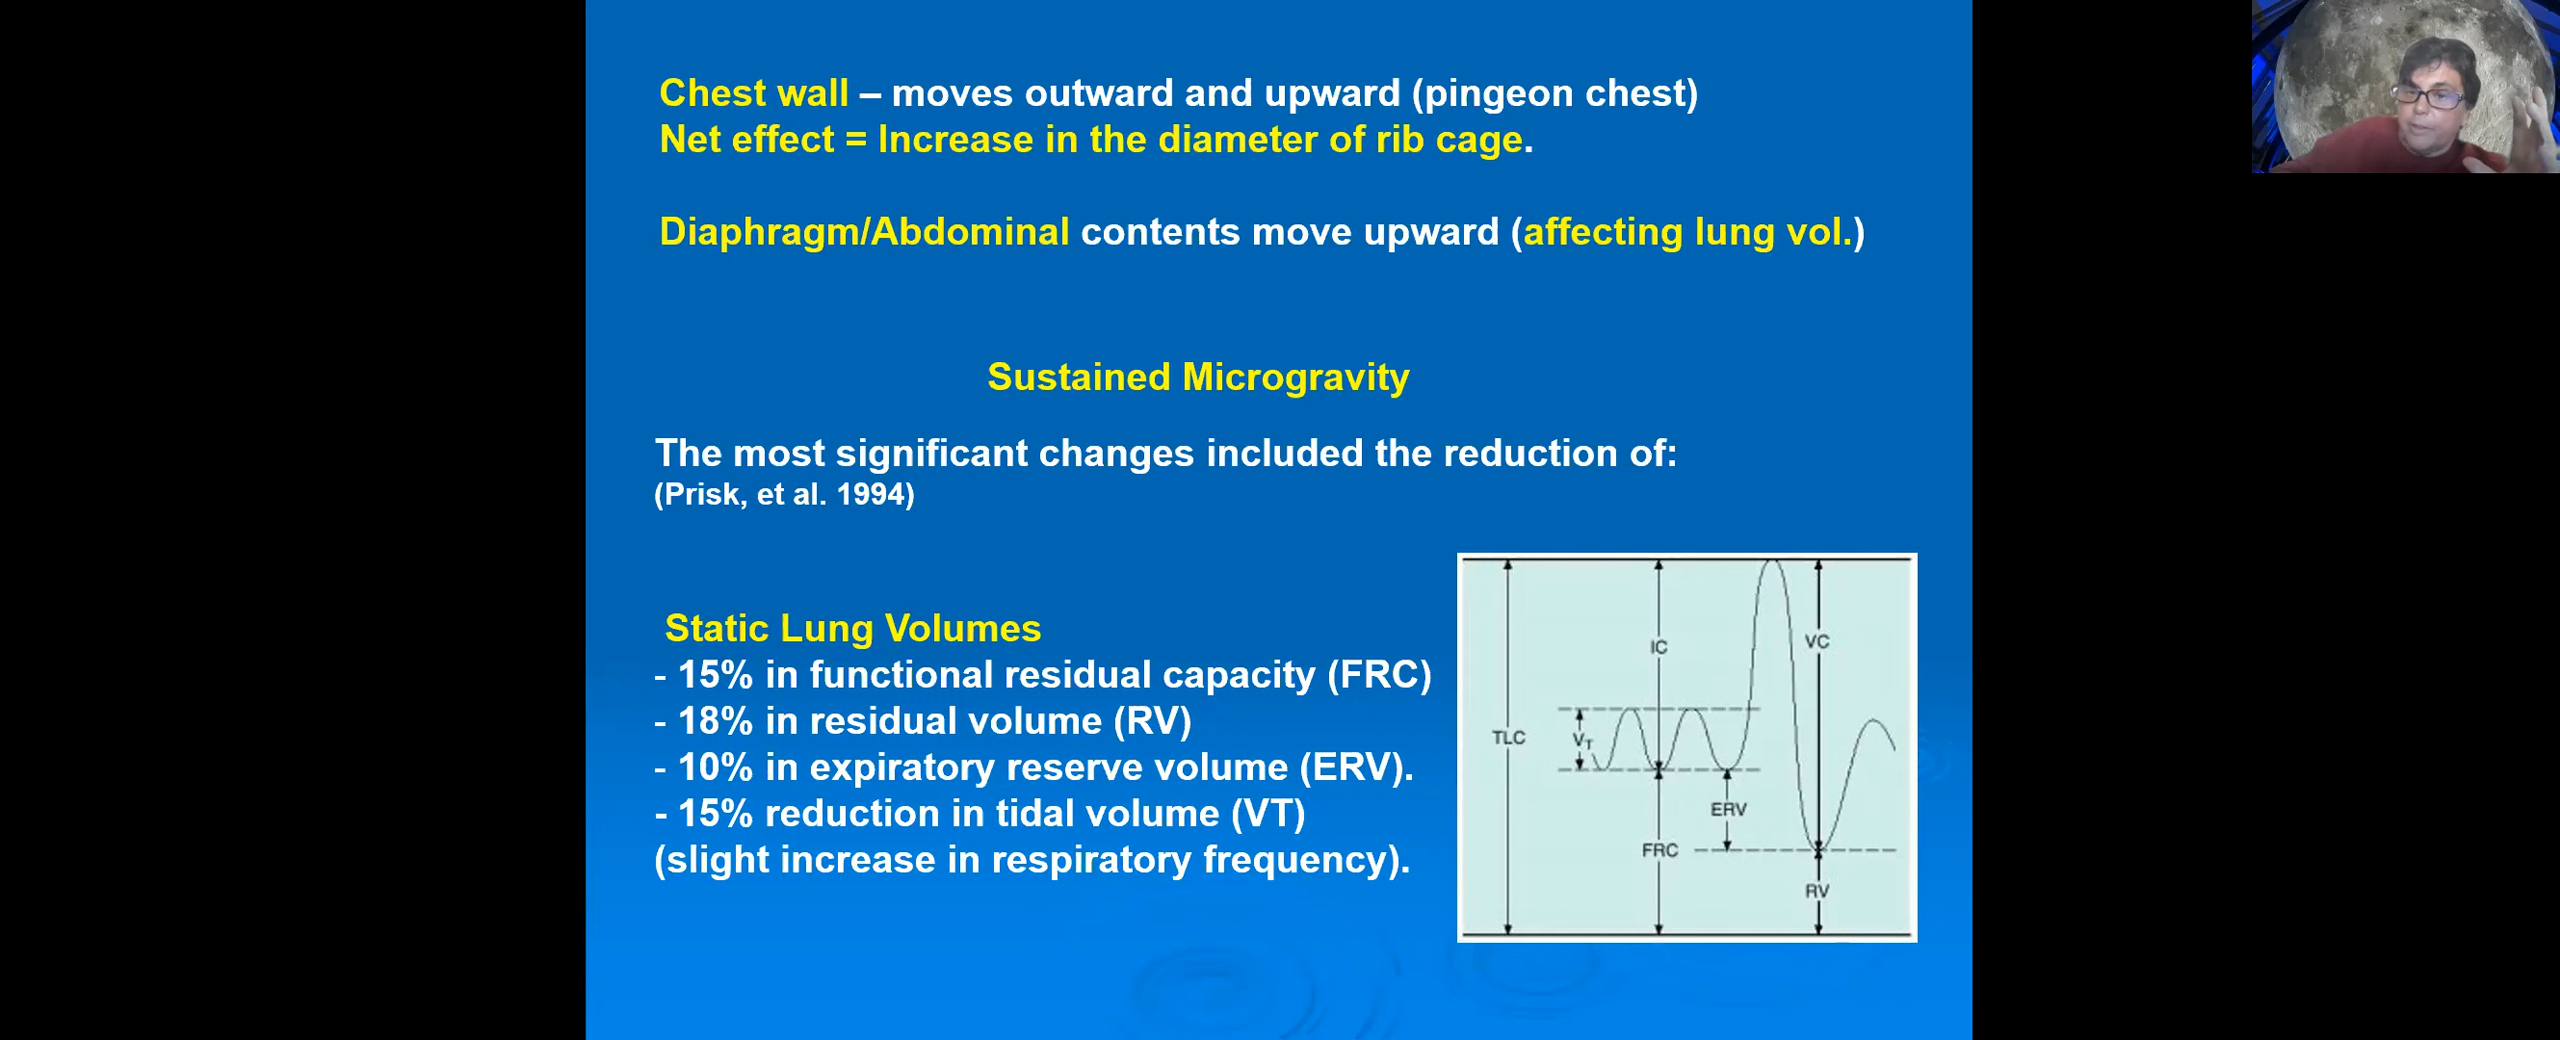 Chest wall – moves outward and upward (pingeon chest)
Net effect = Increase in the diameter of rib cage.
Diaphragm/Abdominal contents move upward (affecting lung vol.)
Sustained Microgravity
The most significant changes included the reduction of:
(Prisk, et al. 1994)
Static Lung Volumes
- 15% in functional residual capacity (FRC)
- 18% in residual volume (RV)
- 10% in expiratory reserve volume (ERV).
- 15% reduction in tidal volume (VT)
(slight increase in respiratory frequency).
IC
VC
TLC
VT
ERV
FRC
RV